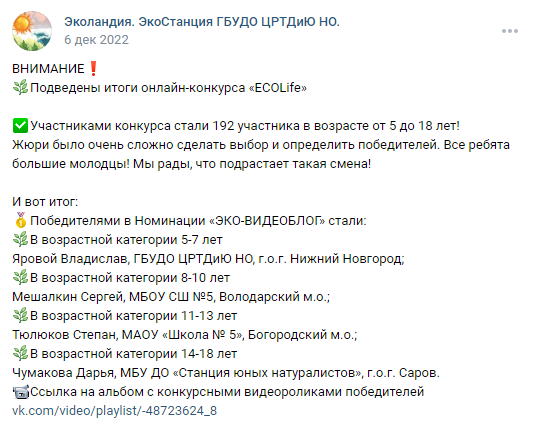 Эколандия. ЭкоСтанция ГБУДО ЦРТДиЮ НО.
6 дек 2022
ВНИМАНИЕ❗
🌿Подведены итоги онлайн-конкурса «ECOLife»
✅Участниками конкурса стали 192 участника в возрасте от 5 до 18 лет!
Жюри было очень сложно сделать выбор и определить победителей. Все ребята
большие молодцы! Мы рады, что подрастает такая смена!
И вот итог:
🥇Победителями в Номинации «ЭКО-ВИДЕОБЛОГ» стали:
🌿В возрастной категории 5-7 лет
Яровой Владислав, ГБУДО ЦРТДиЮ НО, г.о.г. Нижний Новгород;
🌿В возрастной категории 8-10 лет
Мешалкин Сергей, МБОУ СШ №5, Володарский м.о.;
🌿В возрастной категории 11-13 лет
Тюлюков Степан, МАОУ «Школа № 5», Богородский м.о.;
🌿В возрастной категории 14-18 лет
Чумакова Дарья, МБУ ДО «Станция юных натуралистов», г.о.г. Саров.
📹Ссылка на альбом с конкурсными видеороликами победителей
vk.com/video/playlist/-48723624_8